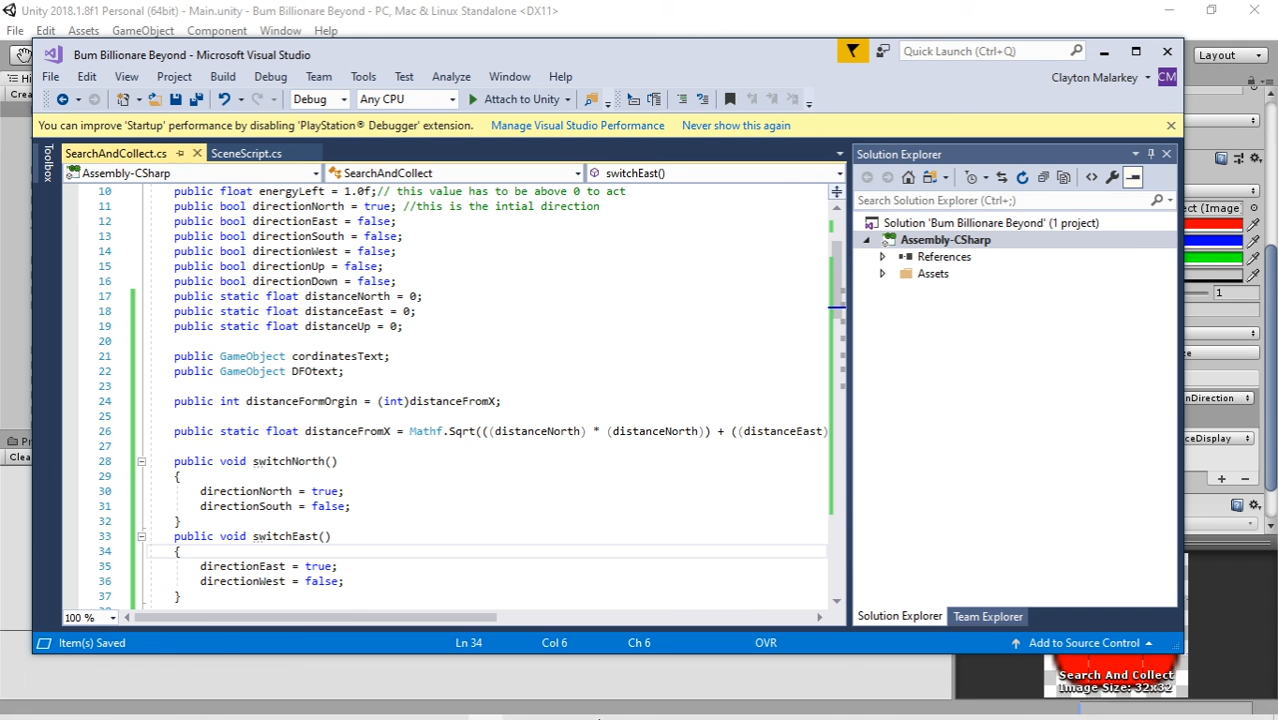 Unity 2018.1.8f1 Personal (64bit) - Main.unity - Bum Billionare Beyond - PC, Mac & Linux Standalone <DX11>
File Edit Assets GameObject Component Window Help
Bum Billionare Beyond - Microsoft Visual Studio
Quick Launch (Ctrl+Q)
Layout
File Edit View Project Build Debug Team Tools Test Analyze Window Help
Clayton Malarkey CM
Debug Any CPU Attach to Unity
You can improve 'Startup' performance by disabling 'PlayStation® Debugger' extension. Manage Visual Studio Performance Never show this again
Toolbox
SearchAndCollect.cs SceneScript.cs
Assembly-CSharp SearchAndCollect switchEast()
10 public float energyLeft = 1.0f;// this value has to be above 0 to act
11 public bool directionNorth = true; //this is the intial direction
12 public bool directionEast = false;
13 public bool directionSouth = false;
14 public bool directionWest = false;
15 public bool directionUp = false;
16 public bool directionDown = false;
17 public static float distanceNorth = 0;
18 public static float distanceEast = 0;
19 public static float distanceUp = 0;
20
21 public GameObject cordinatesText;
22 public GameObject DFOtext;
23
24 public int distanceFormOrgin = (int)distanceFromX;
25
26 public static float distanceFromX = Mathf.Sqrt(((distanceNorth) * (distanceNorth)) + ((distanceEast)
27
28 public void switchNorth()
29 {
30 directionNorth = true;
31 directionSouth = false;
32 }
33 public void switchEast()
34 {
35 directionEast = true;
36 directionWest = false;
37 }
100 %
Solution Explorer
Search Solution Explorer (Ctrl+;)
Solution 'Bum Billionare Beyond' (1 project)
Assembly-CSharp
References
Assets
Solution Explorer Team Explorer
Item(s) Saved Ln 34 Col 6 Ch 6 OVR Add to Source Control
1
Search And Collect
Image Size: 32x32